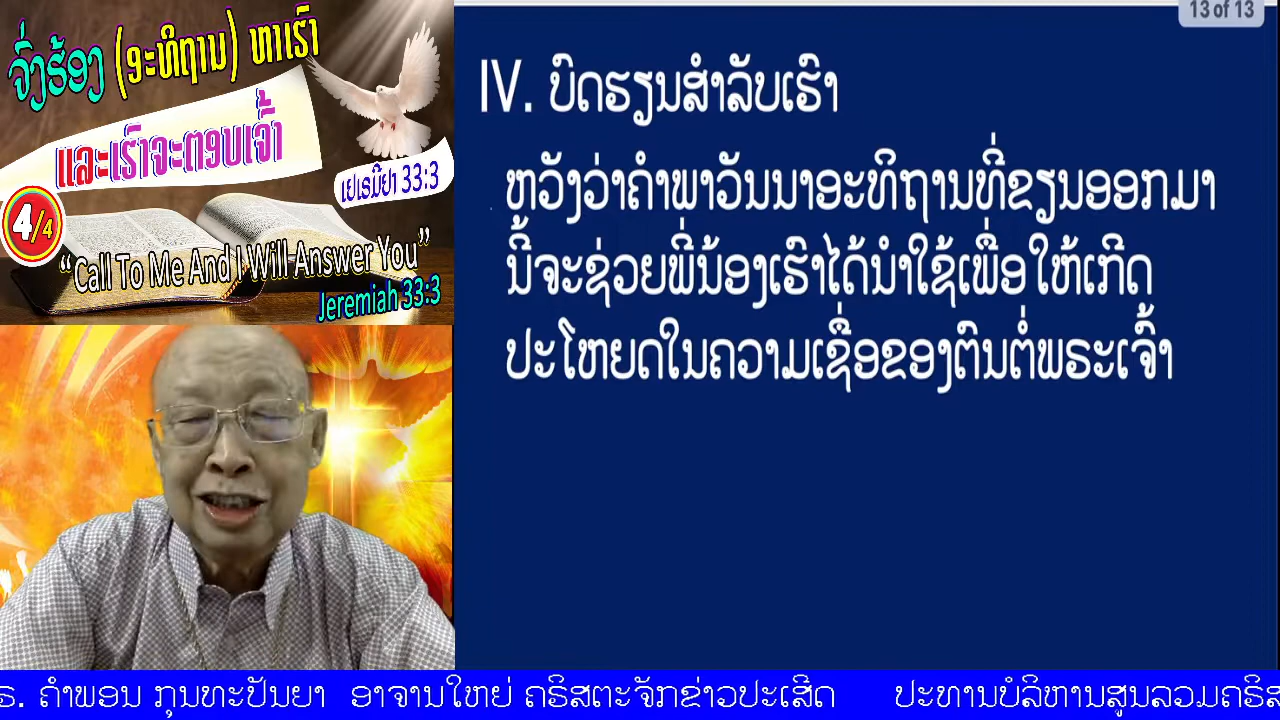 ຈົ່ງຮ້ອງ (ອະທິຖານ) ຫາເຮົາ
ແລະເຮົາຈະຕອບເຈົ້າ
ເຢເຣມີຢາ 33:3
4/4
“Call To Me And I Will Answer You”
Jeremiah 33:3
13 of 13
IV. ບົດຮຽນສຳລັບເຮົາ
ຫວັງວ່າຄຳພາວັນນາອະທິຖານທີ່ຂຽນອອກມາ
ນີ້ຈະຊ່ວຍພີ່ນ້ອງເຮົາໄດ້ນຳໃຊ້ເພື່ອໃຫ້ເກີດ
ປະໂຫຍດໃນຄວາມເຊື່ອຂອງຕົນຕໍ່ພຣະເຈົ້າ
ຣ. ຄຳພອນ ກຸນທະປັນຍາ ອາຈານໃຫຍ່ ຄຣິສຕະຈັກຂ່າວປະເສີດ ປະທານບໍລິຫານສູນລວມຄຣິສ